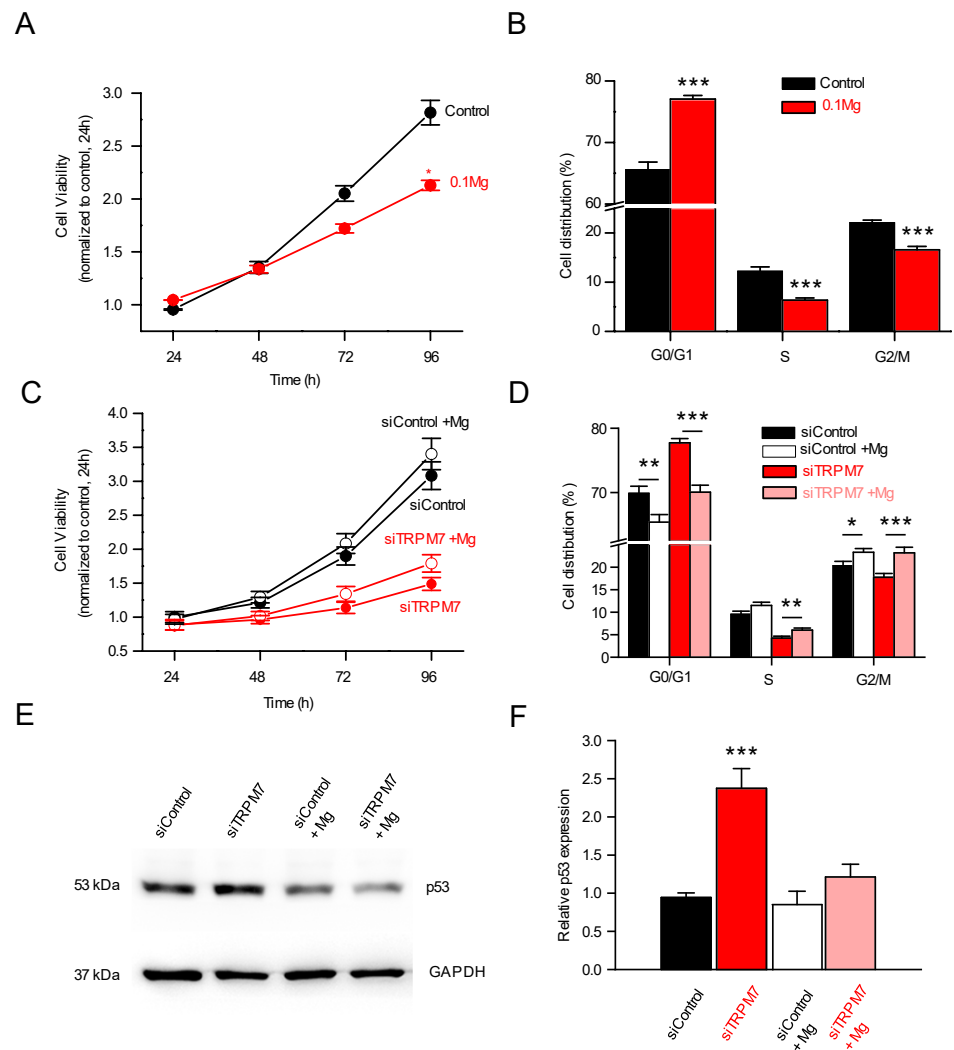 A
Cell Viability
(normalized to control, 24h)
3.0
2.5
2.0
1.5
1.0
Control
*
0.1Mg
24 48 72 96
Time (h)
B
Cell distribution (%)
80
70
60
20
10
0
***
***
***
Control
0.1Mg
G0/G1 S G2/M
C
Cell Viability
(normalized to control, 24h)
4.0
3.5
3.0
2.5
2.0
1.5
1.0
0.5
siControl +Mg
siControl
siTRPM7 +Mg
siTRPM7
24 48 72 96
Time (h)
D
Cell distribution (%)
80
70
20
10
5
0
**
***
**
*
***
siControl
siControl +Mg
siTRPM7
siTRPM7 +Mg
G0/G1 S G2/M
E
siControl
siTRPM7
siControl
+ Mg
siTRPM7
+ Mg
53 kDa
p53
37 kDa
GAPDH
F
Relative p53 expression
3.0
2.5
2.0
1.5
1.0
0.5
0.0
***
siControl
siTRPM7
siControl
+ Mg
siTRPM7
+ Mg